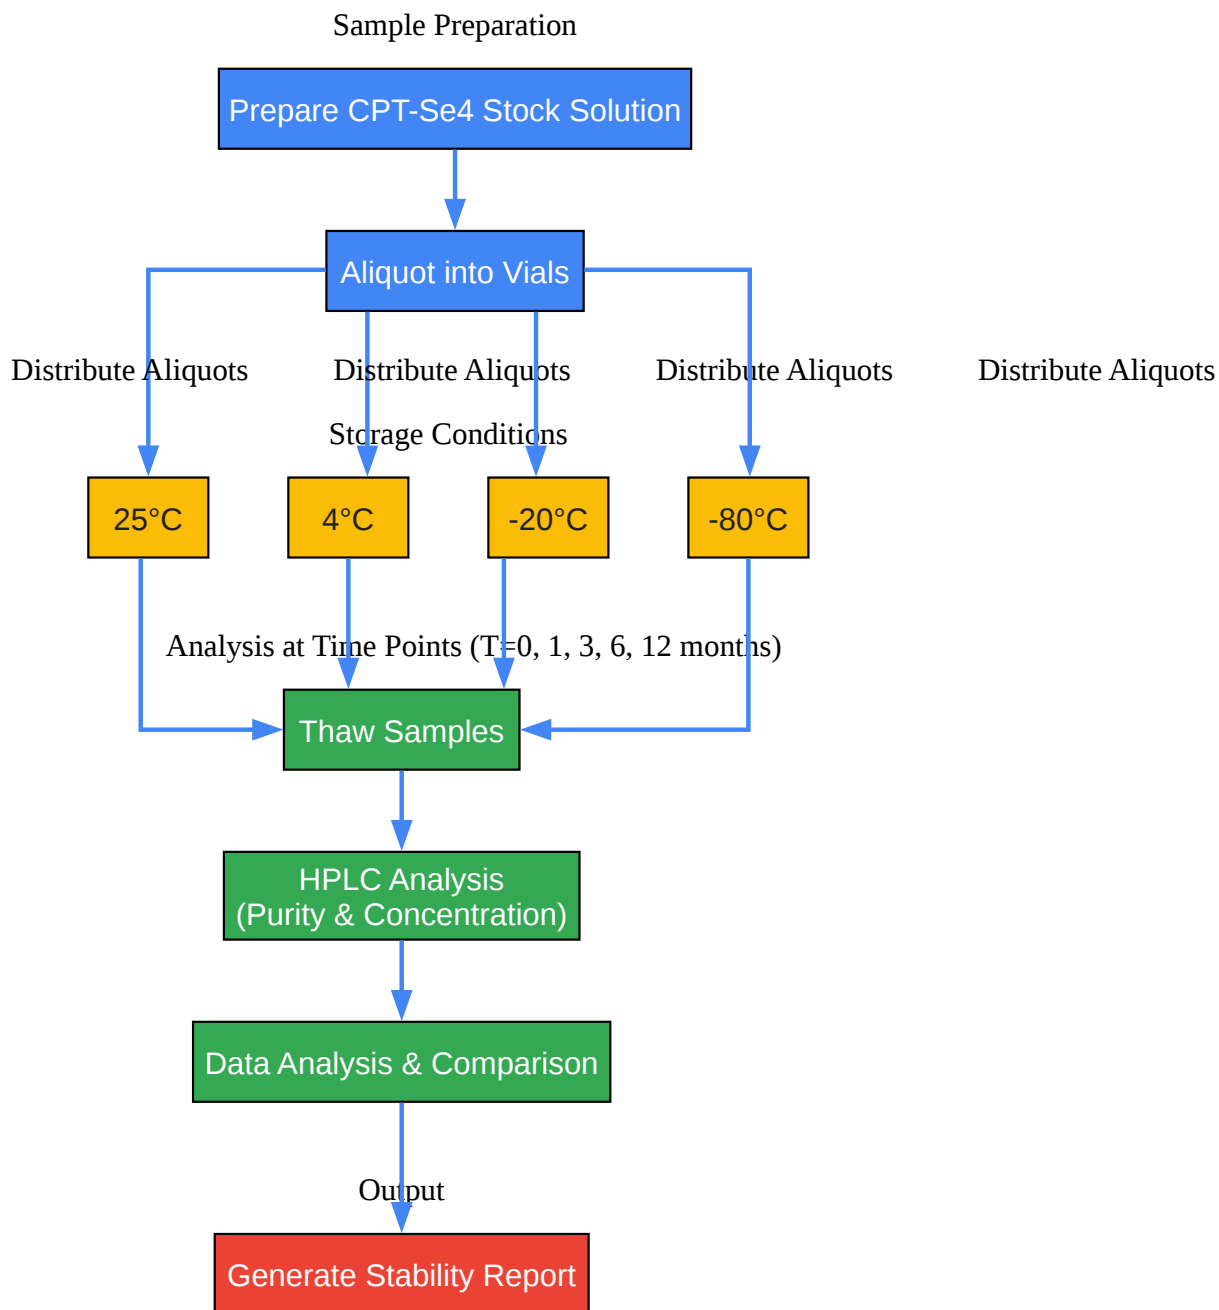 Sample Preparation
Prepare CPT-Se4 Stock Solution
Aliquot into Vials
Distribute Aliquots
Distribute Aliquots
Distribute Aliquots
Distribute Aliquots
Storage Conditions
25°C
4°C
-20°C
-80°C
Analysis at Time Points (T=0, 1, 3, 6, 12 months)
Thaw Samples
HPLC Analysis
(Purity & Concentration)
Data Analysis & Comparison
Output
Generate Stability Report